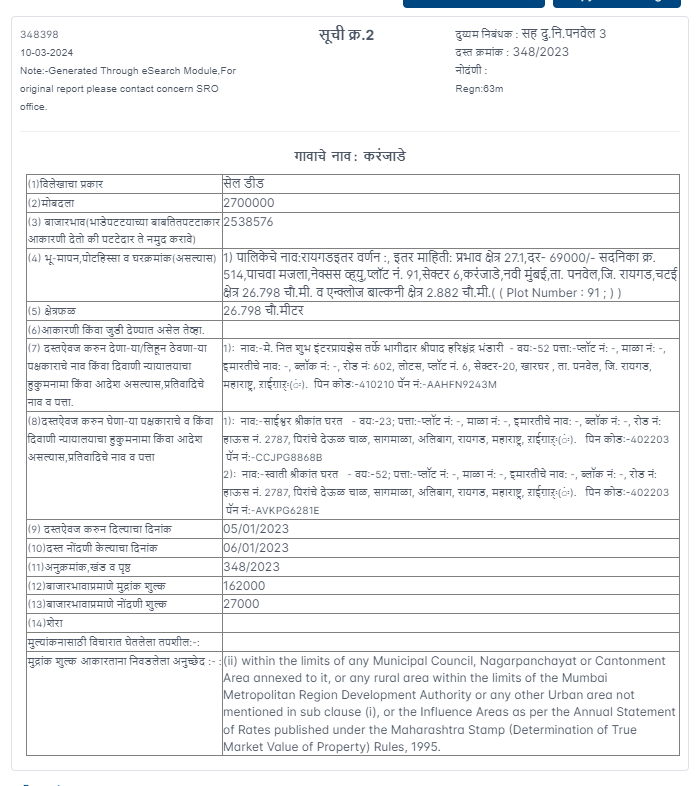 348398
10-03-2024
Note:-Generated Through eSearch Module,For
original report please contact concern SRO
office.
सूची क्र.2
दुय्यम निबंधक : सह दु.नि.पनवेल 3
दस्त क्रमांक : 348/2023
नोदंणी :
Regn:63m
गावाचे नाव : करंजाडे
(1)विलेखाचा प्रकार
सेल डीड
(2)मोबदला
2700000
(3) बाजारभाव(भाडेपटटयाच्या बाबतितपटटाकार
आकारणी देतो की पटटेदार ते नमुद करावे)
2538576
(4) भू-मापन,पोटहिस्सा व घरक्रमांक(असल्यास)
1) पालिकेचे नाव:रायगडइतर वर्णन :, इतर माहिती: प्रभाव क्षेत्र 27.1,दर- 69000/- सदनिका क्र.
514,पाचवा मजला,नेक्सस व्ह्यु,प्लॉट नं. 91,सेक्टर 6,करंजाडे,नवी मुंबई,ता. पनवेल,जि. रायगड,चटई
क्षेत्र 26.798 चौ.मी. व एन्क्लोज बाल्कनी क्षेत्र 2.882 चौ.मी.( ( Plot Number : 91 ; ) )
(5) क्षेत्रफळ
26.798 चौ.मीटर
(6)आकारणी किंवा जुडी देण्यात असेल तेव्हा.
(7) दस्तऐवज करुन देणा-या/लिहून ठेवणा-या
पक्षकाराचे नाव किंवा दिवाणी न्यायालयाचा
हुकुमनामा किंवा आदेश असल्यास,प्रतिवादिचे
नाव व पत्ता.
1): नाव:-मे. निल शुभ इंटरप्रायझेस तर्फे भागीदार श्रीपाद हरिश्चंद्र भंडारी - वय:-52 पत्ता:-प्लॉट नं: -, माळा नं: -,
इमारतीचे नाव: -, ब्लॉक नं: -, रोड नं: 602, लोटस, प्लॉट नं. 6, सेक्टर-20, खारघर , ता. पनवेल, जि. रायगड,
महाराष्ट्र, पिन कोड:-410210 पॅन नं:-AAHFN9243M
(8)दस्तऐवज करुन घेणा-या पक्षकाराचे व किंवा
दिवाणी न्यायालयाचा हुकुमनामा किंवा आदेश
असल्यास,प्रतिवादिचे नाव व पत्ता
1): नाव:-साईश्वर श्रीकांत घरत - वय:-23; पत्ता:-प्लॉट नं: -, माळा नं: -, इमारतीचे नाव: -, ब्लॉक नं: -, रोड नं:
हाऊस नं. 2787, पिरांचे देऊळ चाळ, सागमाळा, अलिबाग, रायगड, महाराष्ट्र, पिन कोड:-402203
पॅन नं:-CCJPG8868B
2): नाव:-स्वाती श्रीकांत घरत - वय:-52; पत्ता:-प्लॉट नं: -, माळा नं: -, इमारतीचे नाव: -, ब्लॉक नं: -, रोड नं:
हाऊस नं. 2787, पिरांचे देऊळ चाळ, सागमाळा, अलिबाग, रायगड, महाराष्ट्र, पिन कोड:-402203
पॅन नं:-AVKPG6281E
(9) दस्तऐवज करुन दिल्याचा दिनांक
05/01/2023
(10)दस्त नोंदणी केल्याचा दिनांक
06/01/2023
(11)अनुक्रमांक,खंड व पृष्ठ
348/2023
(12)बाजारभावाप्रमाणे मुद्रांक शुल्क
162000
(13)बाजारभावाप्रमाणे नोंदणी शुल्क
27000
(14)शेरा
मुल्यांकनासाठी विचारात घेतलेला तपशील:-:
मुद्रांक शुल्क आकारताना निवडलेला अनुच्छेद :- :
(ii) within the limits of any Municipal Council, Nagarpanchayat or Cantonment
Area annexed to it, or any rural area within the limits of the Mumbai
Metropolitan Region Development Authority or any other Urban area not
mentioned in sub clause (i), or the Influence Areas as per the Annual Statement
of Rates published under the Maharashtra Stamp (Determination of True
Market Value of Property) Rules, 1995.